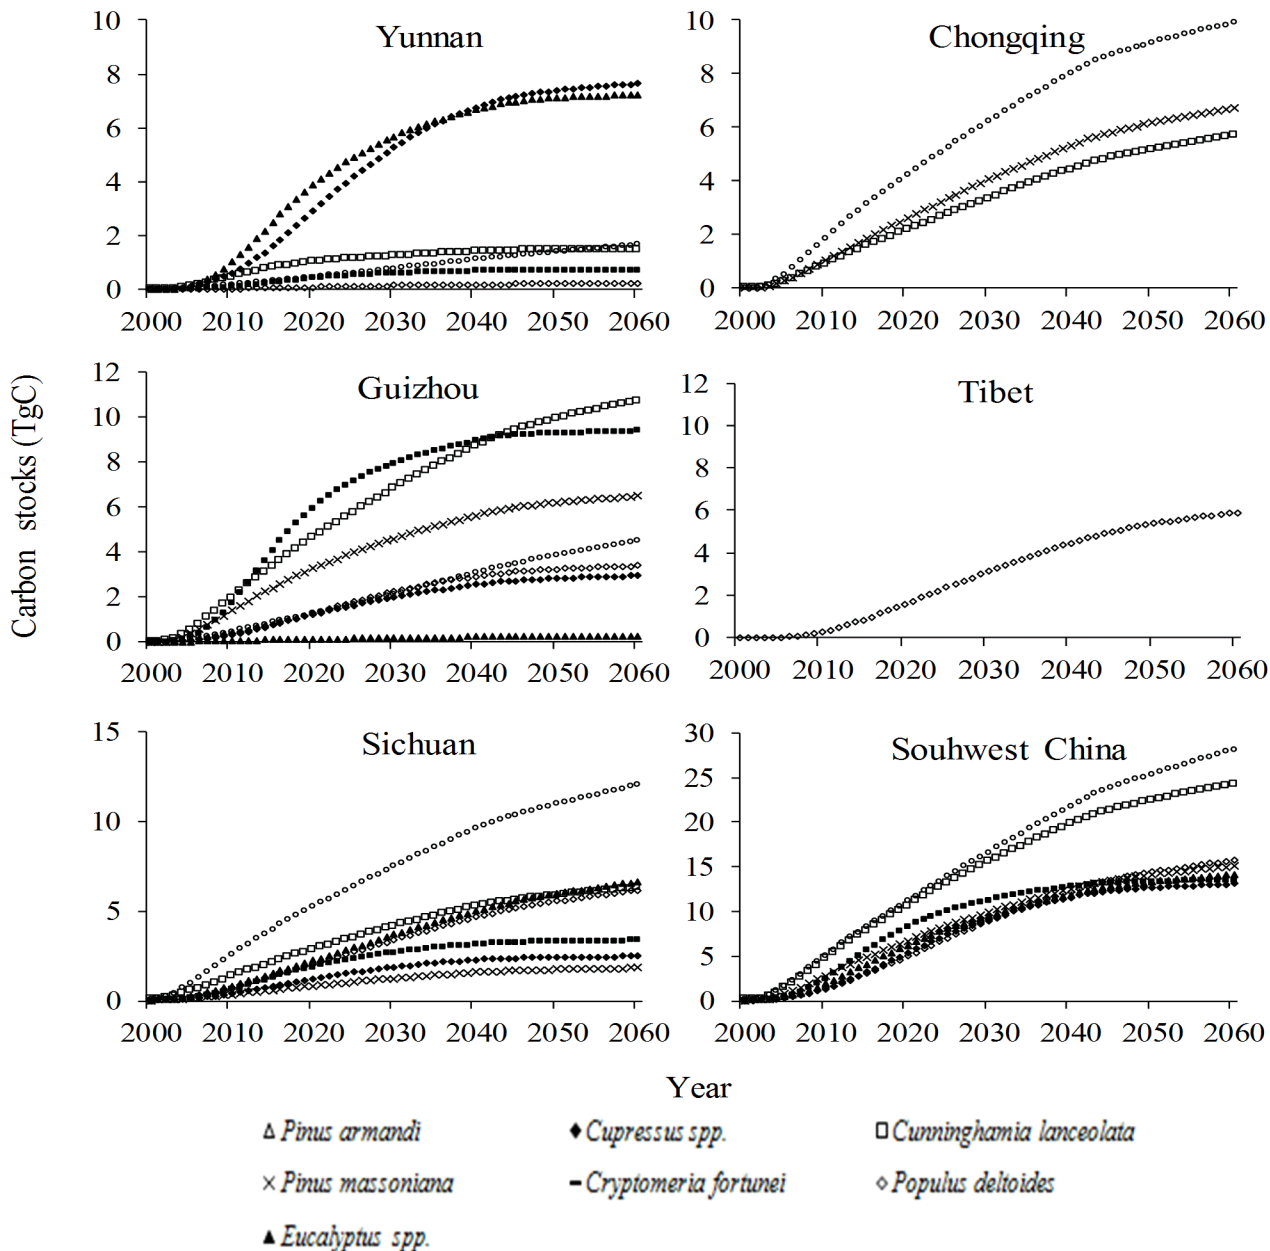 Carbon stocks (TgC)
Yunnan
10
8
6
4
2
0
2000 2010 2020 2030 2040 2050 2060
Chongqing
10
8
6
4
2
0
2000 2010 2020 2030 2040 2050 2060
Guizhou
12
10
8
6
4
2
0
2000 2010 2020 2030 2040 2050 2060
Tibet
12
10
8
6
4
2
0
2000 2010 2020 2030 2040 2050 2060
Sichuan
15
10
5
0
2000 2010 2020 2030 2040 2050 2060
Souhwest China
30
25
20
15
10
5
0
2000 2010 2020 2030 2040 2050 2060
Year
Pinus armandi
Cupressus spp.
Cunninghamia lanceolata
Pinus massoniana
Cryptomeria fortunei
Populus deltoides
Eucalyptus spp.